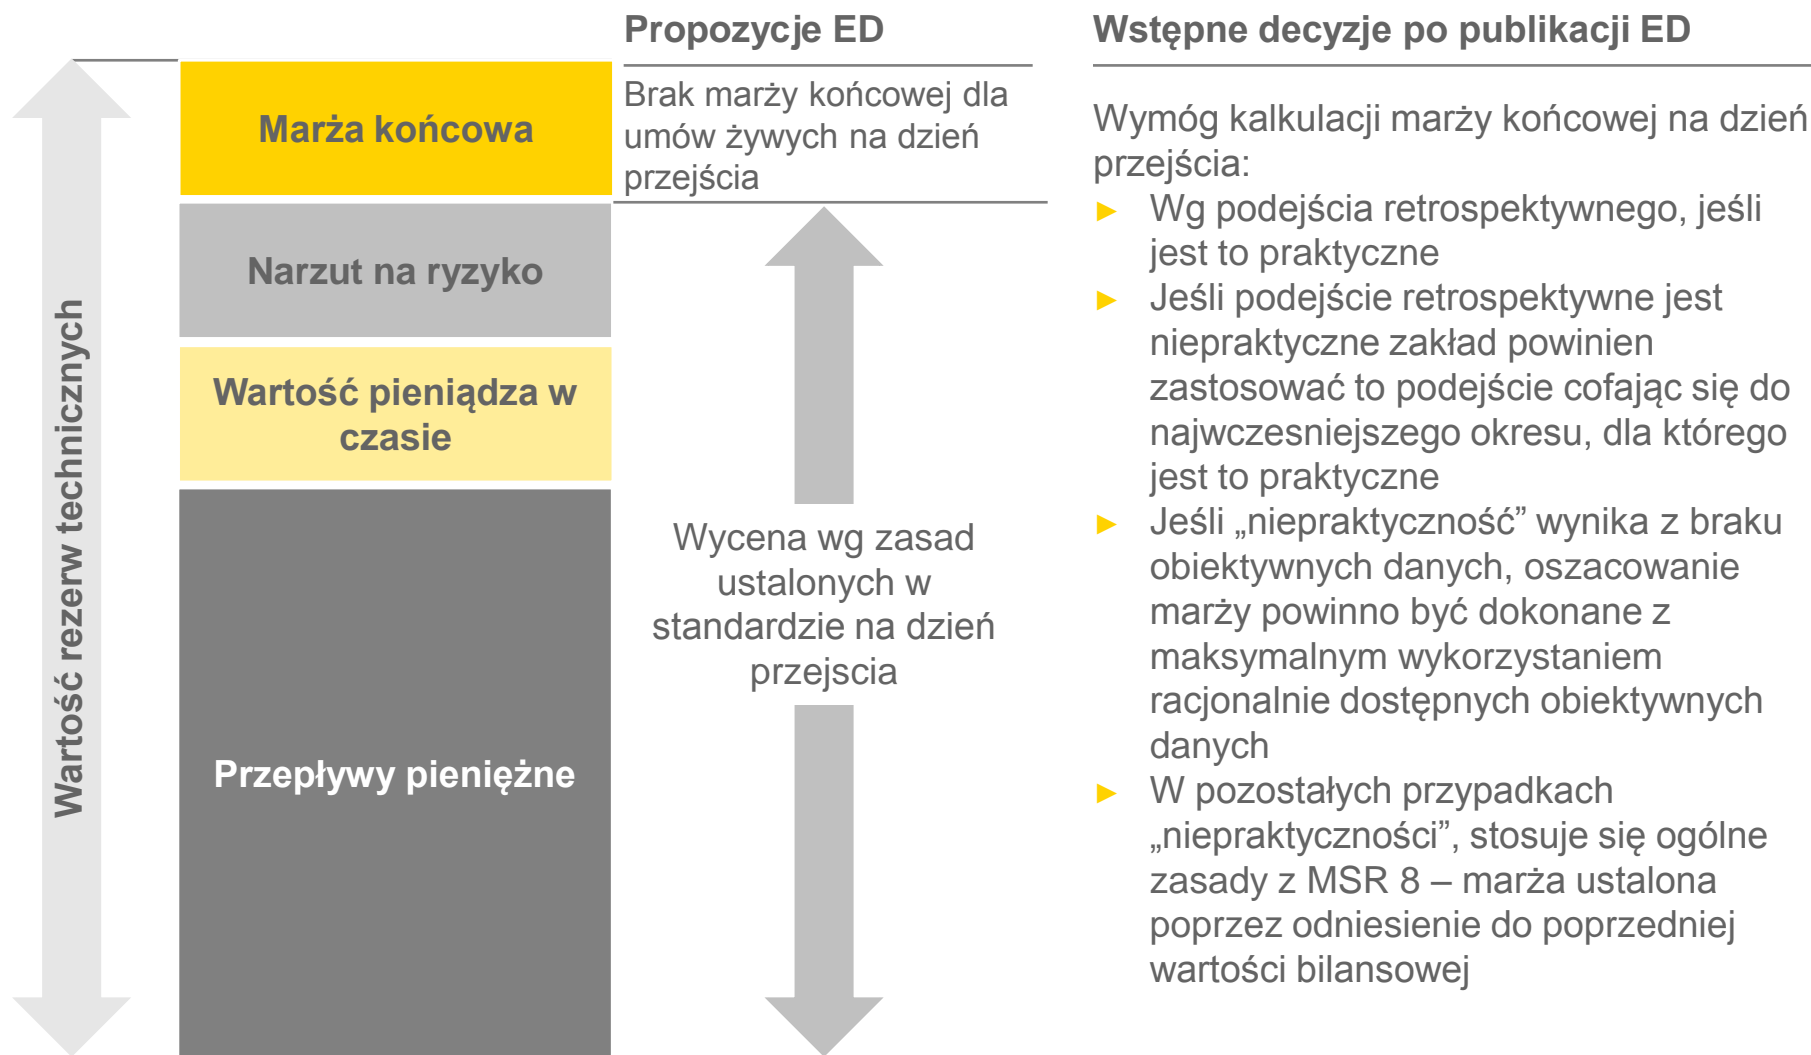 Propozycje ED
Wstępne decyzje po publikacji ED
Wartość rezerw technicznych
Marża końcowa
Narzut na ryzyko
Wartość pieniądza w
czasie
Przepływy pieniężne
Brak marży końcowej dla
umów żywych na dzień
przejścia
Wycena wg zasad
ustalonych w
standardzie na dzień
przejscia
Wymóg kalkulacji marży końcowej na dzień
przejścia:
► Wg podejścia retrospektywnego, jeśli
jest to praktyczne
► Jeśli podejście retrospektywne jest
niepraktyczne zakład powinien
zastosować to podejście cofając się do
najwczesniejszego okresu, dla którego
jest to praktyczne
► Jeśli „niepraktyczność” wynika z braku
obiektywnych danych, oszacowanie
marży powinno być dokonane z
maksymalnym wykorzystaniem
racjonalnie dostępnych obiektywnych
danych
► W pozostałych przypadkach
„niepraktyczności”, stosuje się ogólne
zasady z MSR 8 – marża ustalona
poprzez odniesienie do poprzedniej
wartości bilansowej